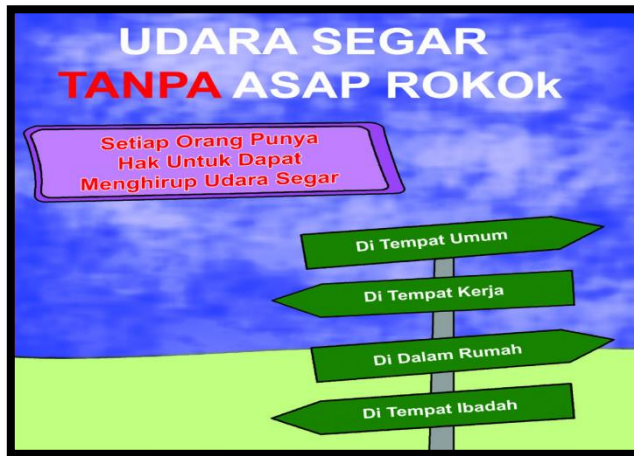 UDARA SEGAR
TANPA ASAP ROKOk
Setiap Orang Punya
Hak Untuk Dapat
Menghirup Udara Segar
Di Tempat Umum
Di Tempat Kerja
Di Dalam Rumah
Di Tempat Ibadah